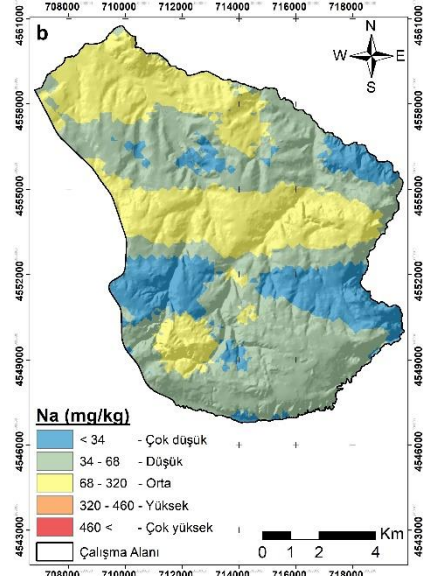 708000 710000 712000 714000 716000 718000
b
N
W E
S
4561000 4561000
4558000 4558000
4555000 4555000
4552000 4552000
4549000 4549000
4546000 4546000
4543000 4543000
Na (mg/kg)
< 34 - Çok düşük
34 - 68 - Düşük
68 - 320 - Orta
320 - 460 - Yüksek
460 < - Çok yüksek
Çalışma Alanı
Km
0 1 2 4
708000 710000 712000 714000 716000 718000